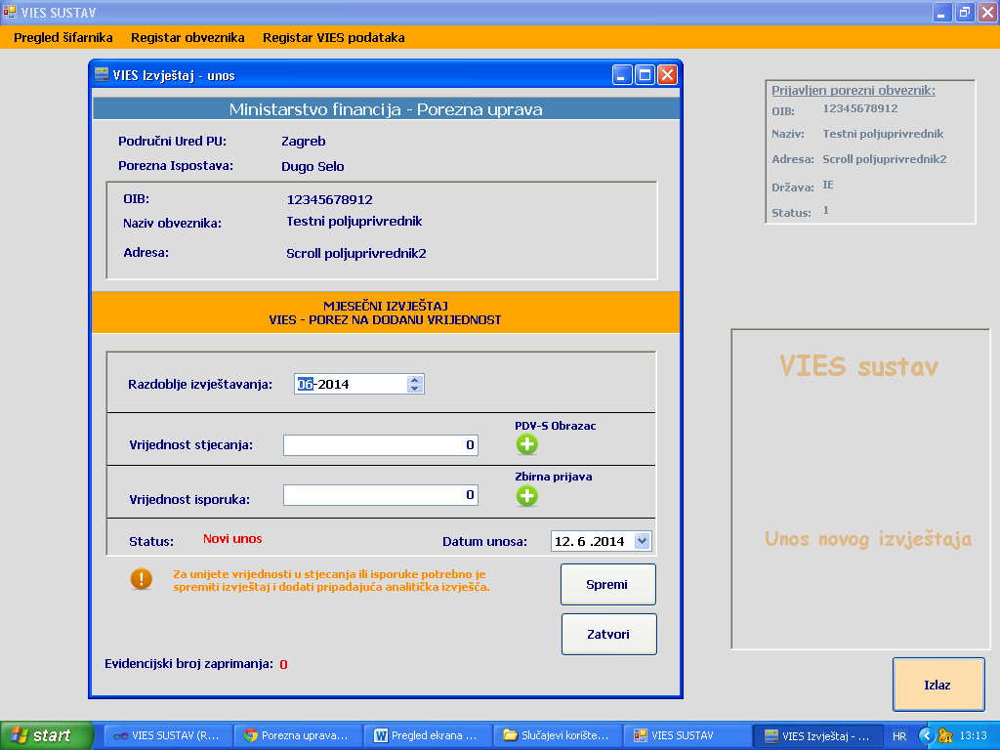 VIES SUSTAV
Pregled šifarnika Registar obveznika Registar VIES podataka
VIES Izvještaj - unos
Ministarstvo financija - Porezna uprava
Područni Ured PU: Zagreb
Porezna Ispostava: Dugo Selo
OIB: 12345678912
Naziv obveznika: Testni poljuprivrednik
Adresa: Scroll poljuprivrednik2
MJESEČNI IZVJEŠTAJ
VIES - POREZ NA DODANU VRIJEDNOST
Razdoblje izvještavanja: 06-2014
PDV-S Obrazac
Vrijednost stjecanja: 0
Zbirna prijava
Vrijednost isporuka: 0
Status: Novi unos Datum unosa: 12. 6 .2014
Za unijete vrijednosti u stjecanja ili isporuke potrebno je
spremiti izvještaj i dodati pripadajuća analitička izvješća.
Spremi
Zatvori
Evidencijski broj zaprimanja: 0
Prijavljen porezni obveznik:
OIB: 12345678912
Naziv: Testni poljuprivrednik
Adresa: Scroll poljuprivrednik2
Država: IE
Status: 1
VIES sustav
Unos novog izvještaja
Izlaz
start VIES SUSTAV (R... Porezna uprava... Pregled ekrana ... Slučajevi korište... VIES SUSTAV VIES Izvještaj - ... HR 13:13